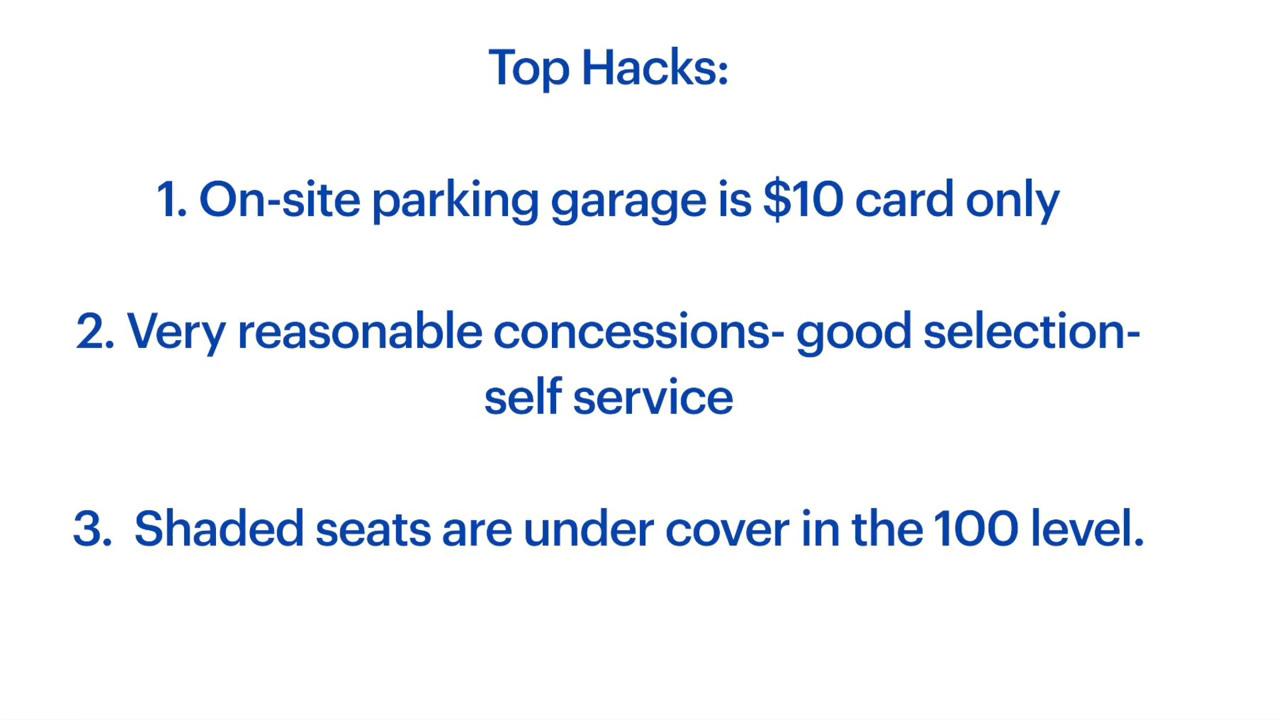 Top Hacks:
1. On-site parking garage is $10 card only
2. Very reasonable concessions- good selection-
self service
3.  Shaded seats are under cover in the 100 level.